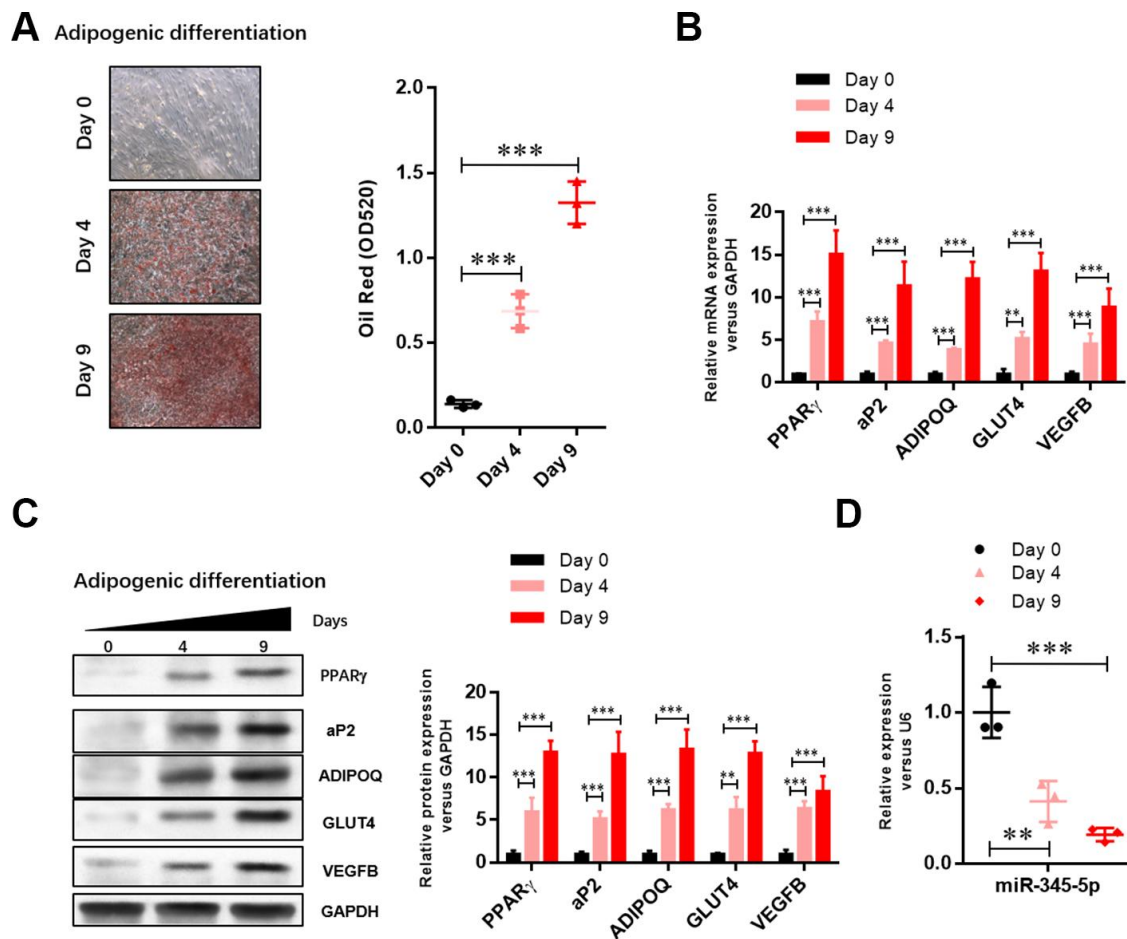 A
Adipogenic differentiation
Day 0
Day 4
Day 9
Oil Red (OD520)
2.0
1.5
1.0
0.5
0.0
***
***
Day 0
Day 4
Day 9
B
Day 0
Day 4
Day 9
Relative mRNA expression
versus GAPDH
20
15
10
5
0
***
***
***
***
***
***
***
**
***
***
PPARγ
aP2
ADIPOQ
GLUT4
VEGFB
C
Adipogenic differentiation
Days
0 4 9
PPARγ
aP2
ADIPOQ
GLUT4
VEGFB
GAPDH
Day 0
Day 4
Day 9
Relative protein expression
versus GAPDH
20
15
10
5
0
***
***
***
***
***
***
***
**
***
***
PPARγ
aP2
ADIPOQ
GLUT4
VEGFB
D
Day 0
Day 4
Day 9
Relative expression
versus U6
1.5
1.0
0.5
0.0
***
**
miR-345-5p